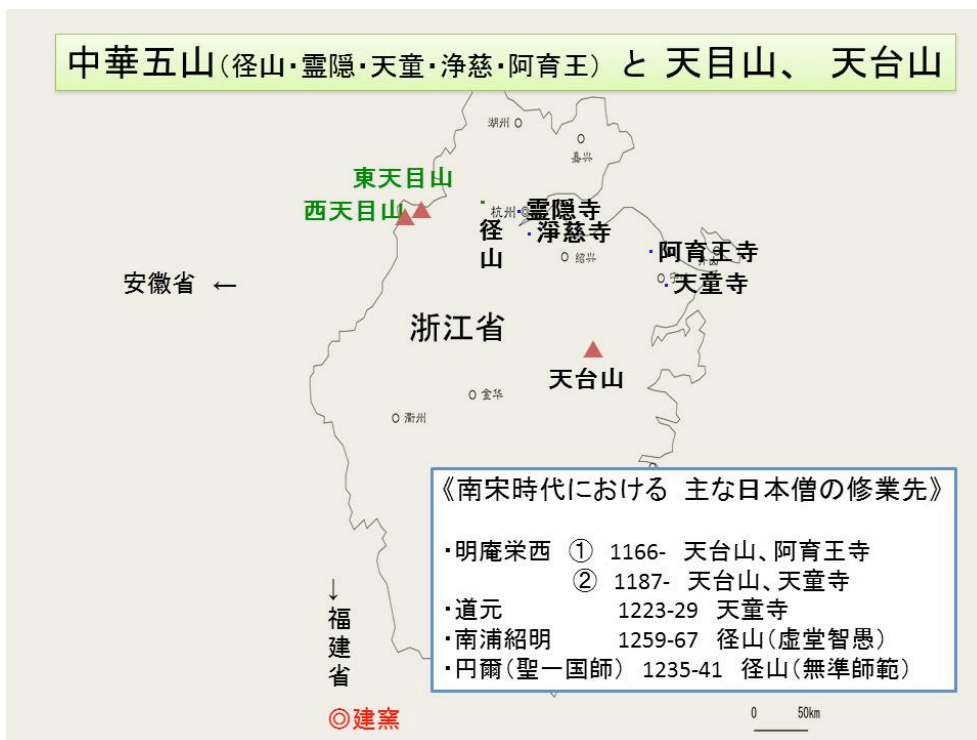 中華五山（径山・霊隠・天童・浄慈・阿育王） と 天目山、 天台山
湖州
嘉兴
東天目山
西天目山
杭州
霊隠寺
径山
淨慈寺
绍兴
阿育王寺
天童寺
安徽省 ←
浙江省
天台山
金华
衢州
《南宋時代における 主な日本僧の修業先》
・明庵栄西 ① 1166- 天台山、阿育王寺
② 1187- 天台山、天童寺
・道元 1223-29 天童寺
・南浦紹明 1259-67 径山（虚堂智愚）
・円爾（聖一国師） 1235-41 径山（無準師範）
↓福建省
◎建窯
0 50km